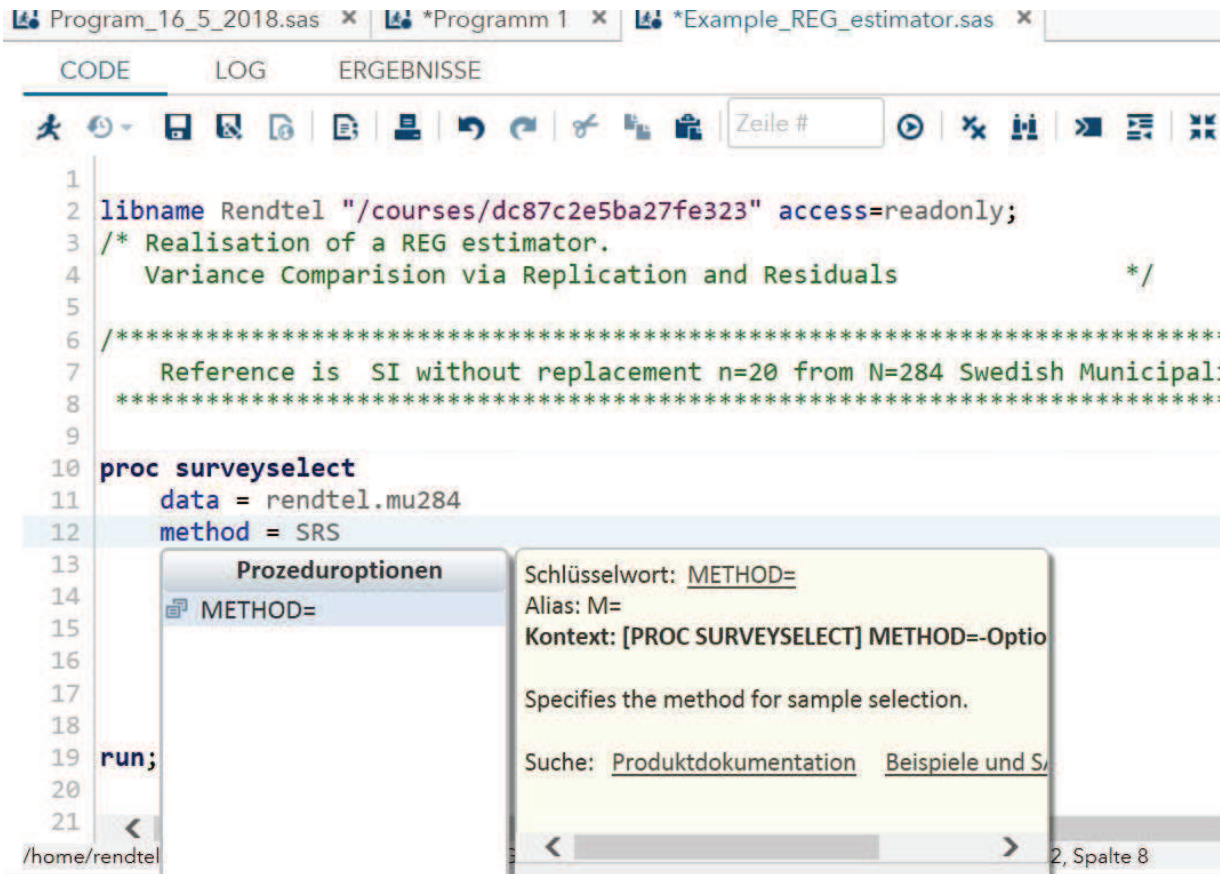 Program_16_5_2018.sas × *Programm 1 × *Example_REG_estimator.sas ×
CODE LOG ERGEBNISSE
Zeile #
1
2 libname Rendtel "/courses/dc87c2e5ba27fe323" access=readonly;
3 /* Realisation of a REG estimator.
4 Variance Comparision via Replication and Residuals */
5
6 /******************************************************************************
7 Reference is SI without replacement n=20 from N=284 Swedish Municipali
8 ******************************************************************************
9
10 proc surveyselect
11 data = rendtel.mu284
12 method = SRS
13
14
15
16
17
18
19 run;
20
21
Prozeduroptionen
METHOD=
Schlüsselwort: METHOD=
Alias: M=
Kontext: [PROC SURVEYSELECT] METHOD=-Optio
Specifies the method for sample selection.
Suche: Produktdokumentation Beispiele und SA
/home/rendtel 2, Spalte 8